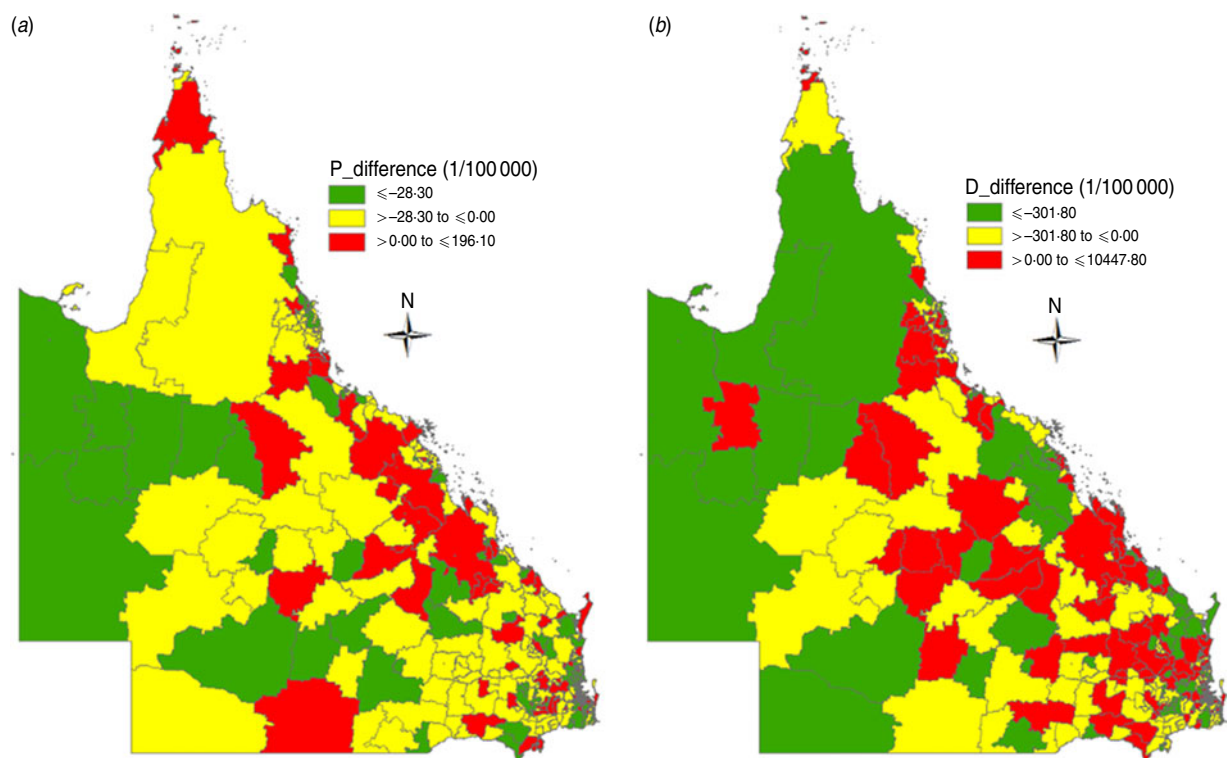 (a)
P_difference (1/100 000)
⩽–28·30
>–28·30 to ⩽0·00
>0·00 to ⩽196·10
N
(b)
D_difference (1/100 000)
⩽–301·80
>–301·80 to ⩽0·00
>0·00 to ⩽10447·80
N